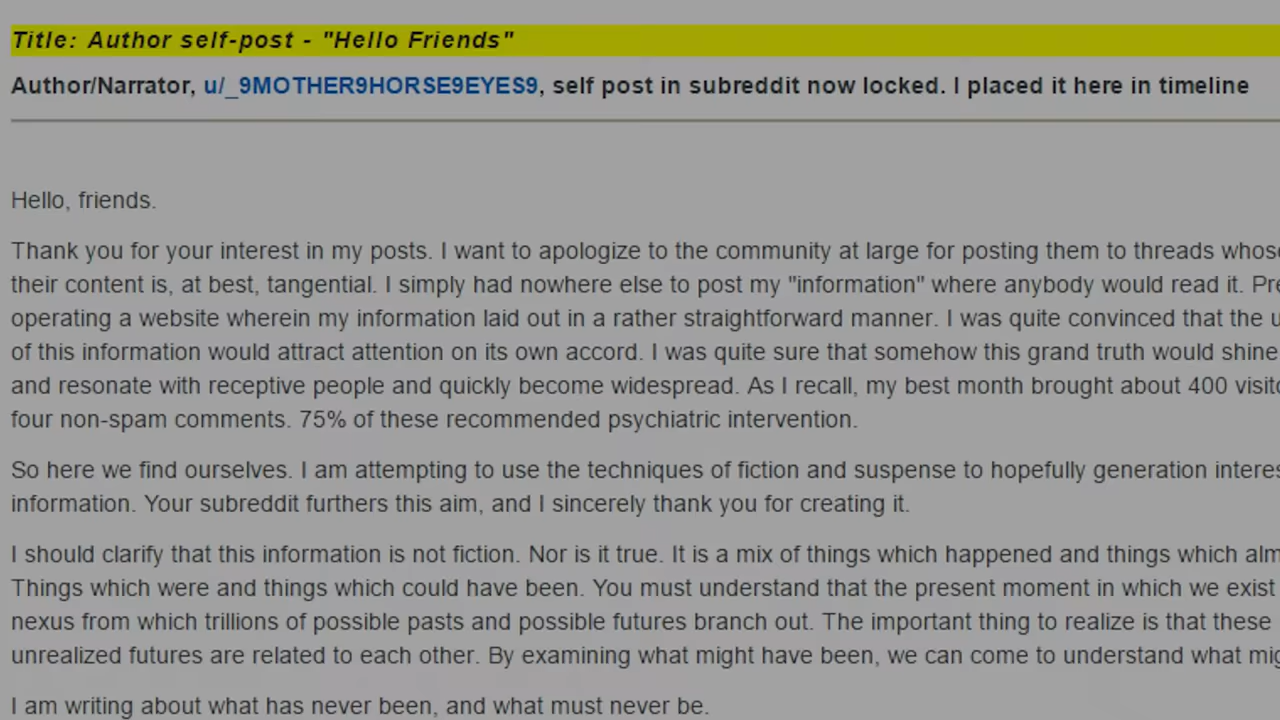 Title: Author self-post - "Hello Friends"
Author/Narrator, u/_9MOTHER9HORSE9EYES9, self post in subreddit now locked. I placed it here in timeline
Hello, friends.
Thank you for your interest in my posts. I want to apologize to the community at large for posting them to threads whose
their content is, at best, tangential. I simply had nowhere else to post my "information" where anybody would read it.
operating a website wherein my information laid out in a rather straightforward manner. I was quite convinced that the
of this information would attract attention on its own accord. I was quite sure that somehow this grand truth would shine
and resonate with receptive people and quickly become widespread. As I recall, my best month brought about 400
four non-spam comments. 75% of these recommended psychiatric intervention.
So here we find ourselves. I am attempting to use the techniques of fiction and suspense to hopefully generation
information. Your subreddit furthers this aim, and I sincerely thank you for creating it.
I should clarify that this information is not fiction. Nor is it true. It is a mix of things which happened and things which
Things which were and things which could have been. You must understand that the present moment in which we exist
nexus from which trillions of possible pasts and possible futures branch out. The important thing to realize is that these
unrealized futures are related to each other. By examining what might have been, we can come to understand what
I am writing about what has never been, and what must never be.